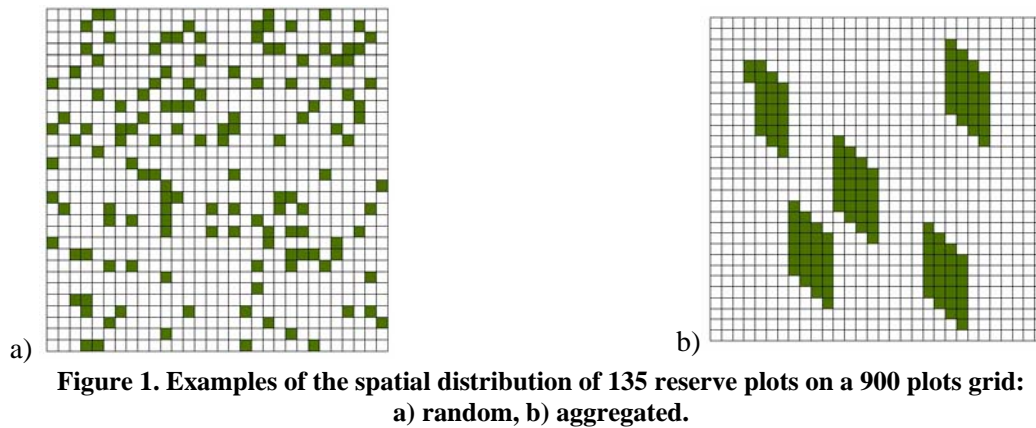 a)
b)
Figure 1. Examples of the spatial distribution of 135 reserve plots on a 900 plots grid:
a) random, b) aggregated.